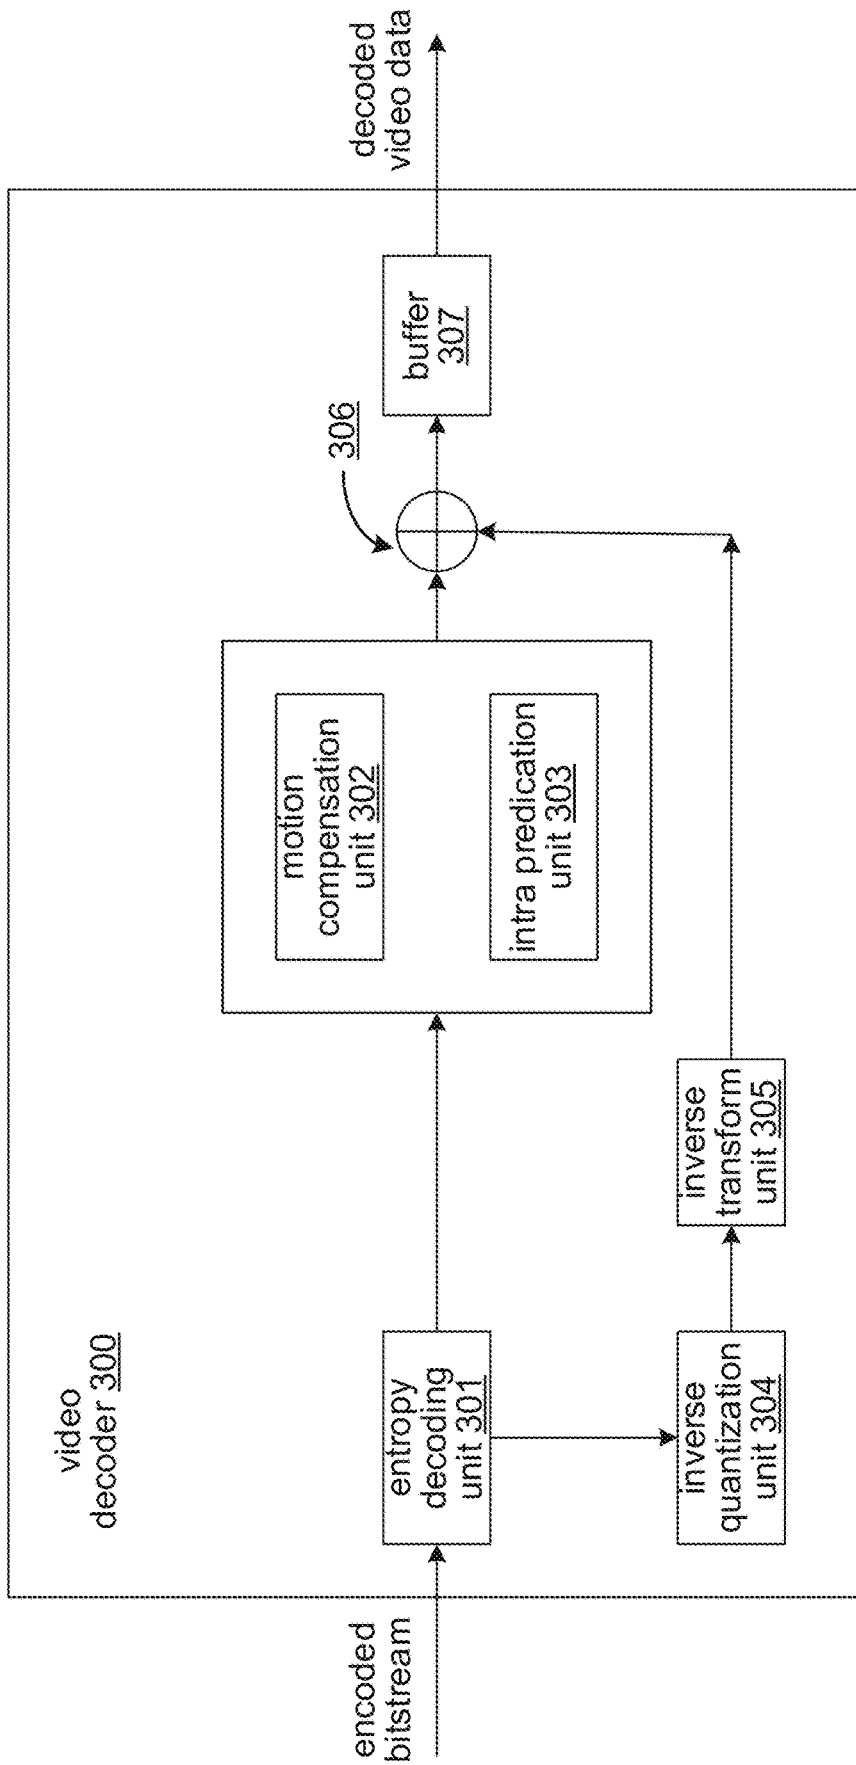 video
decoder 300
encoded
bitstream
entropy
decoding
unit 301
inverse
quantization
unit 304
inverse
transform
unit 305
motion
compensation
unit 302
intra predication
unit 303
306
buffer
307
decoded
video data